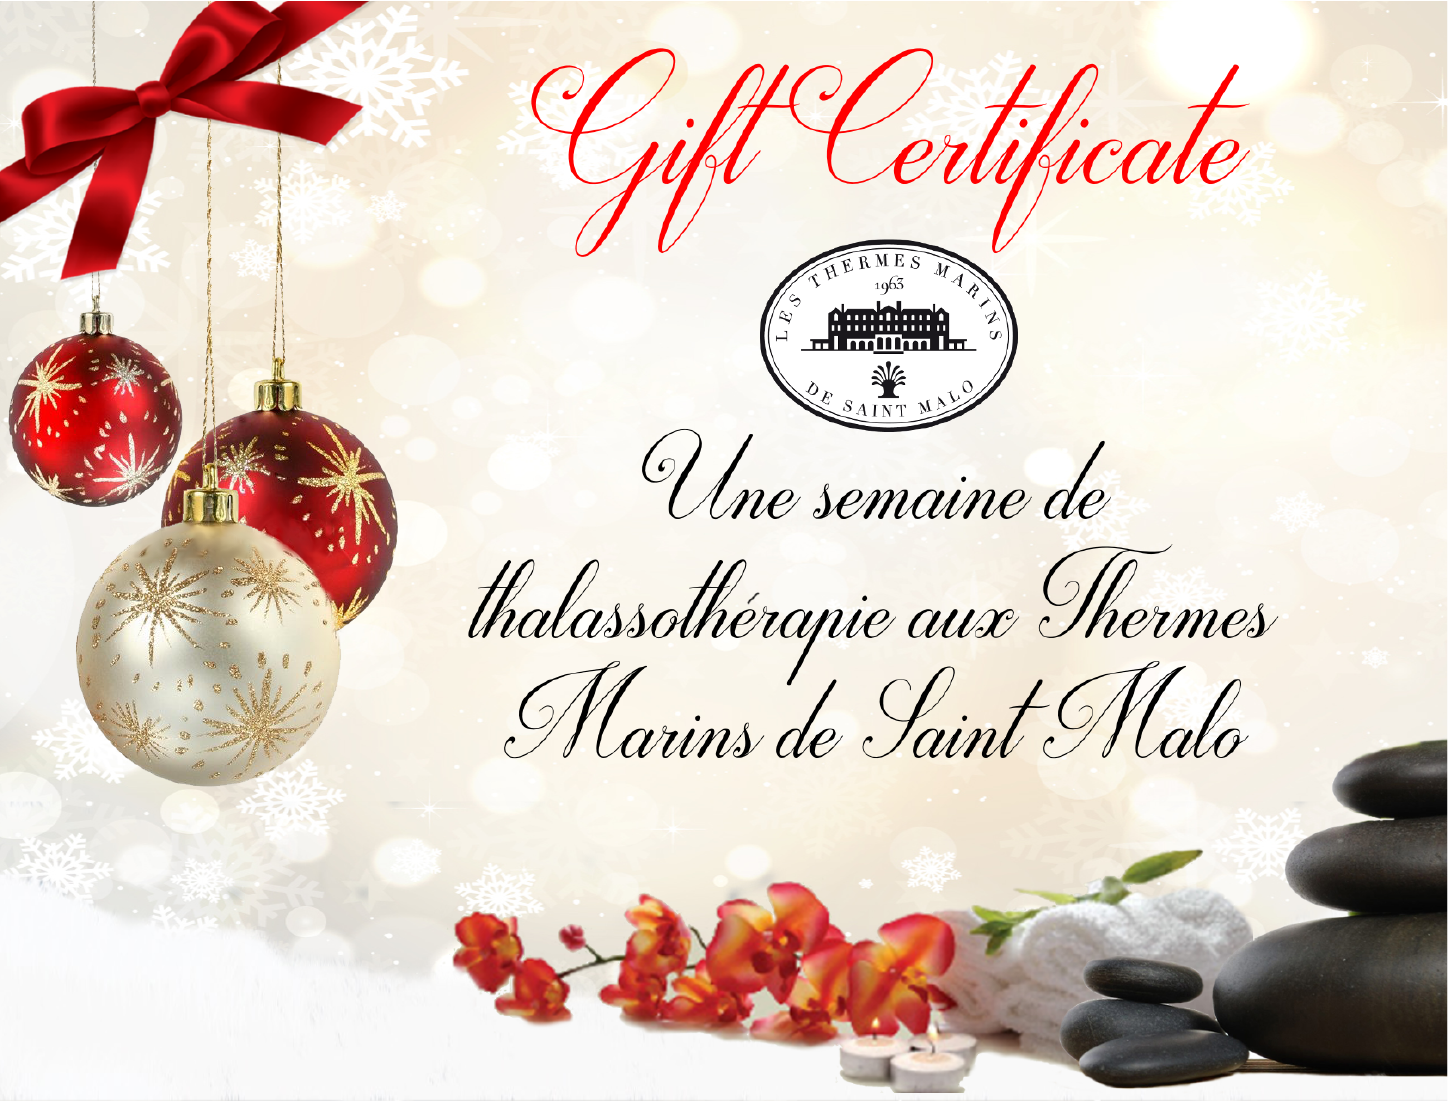 Gift Certificate
LES THERMES MARINS
1963
DE SAINT MALO
Une semaine de
thalassothérapie aux Thermes
Marins de Saint Malo